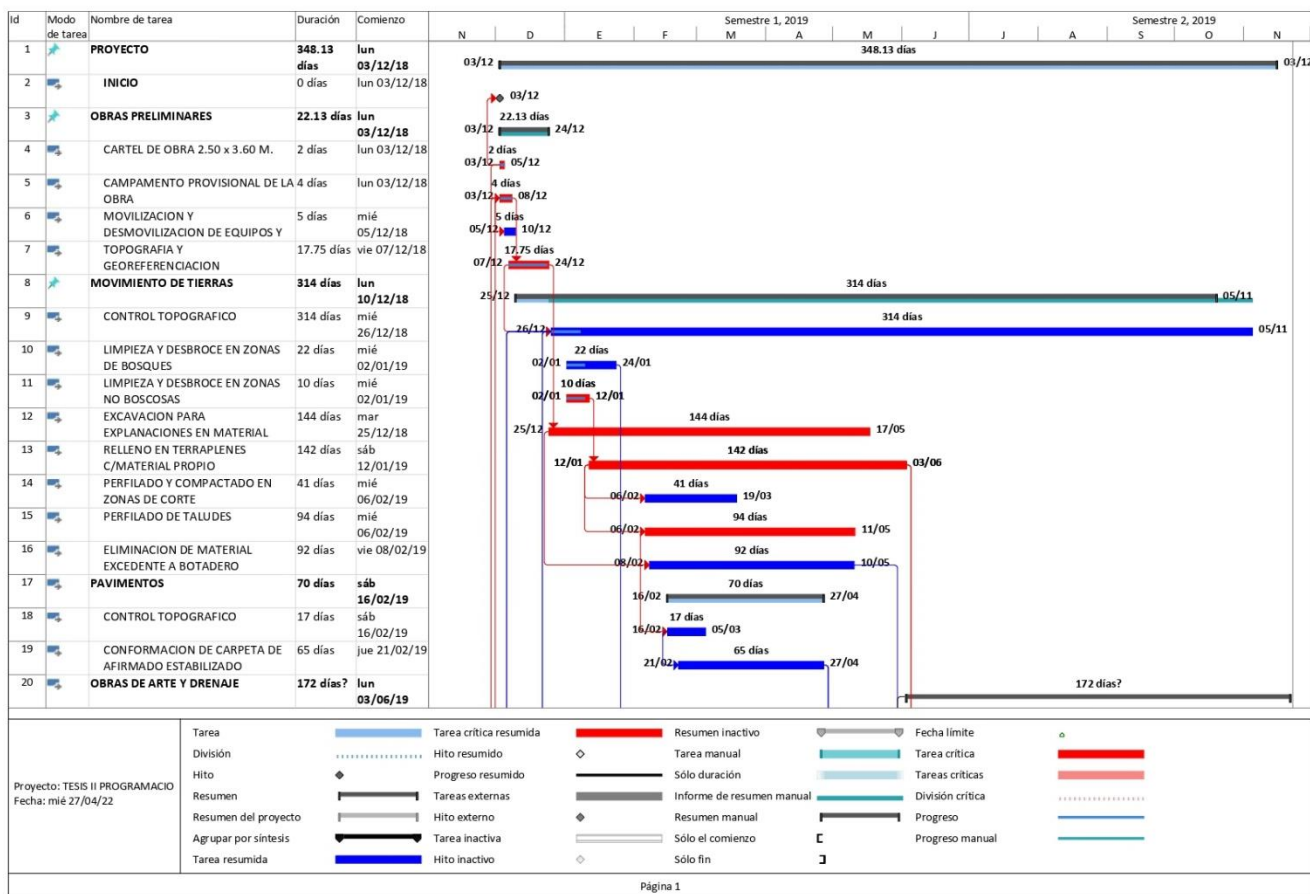 Id Modo de tarea Nombre de tarea Duración Comienzo
Semestre 1, 2019 Semestre 2, 2019
N D E F M A M J J A S O N
1 PROYECTO 348.13 días lun 03/12/18
348.13 días
03/12 03/12
2 INICIO 0 días lun 03/12/18
03/12
3 OBRAS PRELIMINARES 22.13 días lun 03/12/18
22.13 días
03/12 24/12
4 CARTEL DE OBRA 2.50 x 3.60 M. 2 días lun 03/12/18
2 días
03/12 05/12
5 CAMPAMENTO PROVISIONAL DE LA OBRA 4 días lun 03/12/18
4 días
03/12 08/12
6 MOVILIZACION Y DESMOVILIZACION DE EQUIPOS Y 5 días mié 05/12/18
5 días
05/12 10/12
7 TOPOGRAFIA Y GEOREFERENCIACION 17.75 días vie 07/12/18
17.75 días
07/12 24/12
8 MOVIMIENTO DE TIERRAS 314 días lun 10/12/18
314 días
25/12 05/11
9 CONTROL TOPOGRAFICO 314 días mié 26/12/18
314 días
26/12 05/11
10 LIMPIEZA Y DESBROCE EN ZONAS DE BOSQUES 22 días mié 02/01/19
22 días
02/01 24/01
11 LIMPIEZA Y DESBROCE EN ZONAS NO BOSCOSAS 10 días mié 02/01/19
10 días
02/01 12/01
12 EXCAVACION PARA EXPLANACIONES EN MATERIAL 144 días mar 25/12/18
144 días
25/12 17/05
13 RELLENO EN TERRAPLENES C/MATERIAL PROPIO 142 días sáb 12/01/19
142 días
12/01 03/06
14 PERFILADO Y COMPACTADO EN ZONAS DE CORTE 41 días mié 06/02/19
41 días
06/02 19/03
15 PERFILADO DE TALUDES 94 días mié 06/02/19
94 días
06/02 11/05
16 ELIMINACION DE MATERIAL EXCEDENTE A BOTADERO 92 días vie 08/02/19
92 días
08/02 10/05
17 PAVIMENTOS 70 días sáb 16/02/19
70 días
16/02 27/04
18 CONTROL TOPOGRAFICO 17 días sáb 16/02/19
17 días
16/02 05/03
19 CONFORMACION DE CARPETA DE AFIRMADO ESTABILIZADO 65 días jue 21/02/19
65 días
21/02 27/04
20 OBRAS DE ARTE Y DRENAJE 172 días? lun 03/06/19
172 días?
Proyecto: TESIS II PROGRAMACIO
Fecha: mié 27/04/22
Tarea Tarea crítica resumida Resumen inactivo Fecha límite
División Hito resumido Tarea manual Tarea crítica
Hito Progreso resumido Sólo duración Tareas críticas
Resumen Tareas externas Informe de resumen manual División crítica
Resumen del proyecto Hito externo Resumen manual Progreso
Agrupar por síntesis Tarea inactiva Sólo el comienzo Progreso manual
Tarea resumida Hito inactivo Sólo fin
Página 1